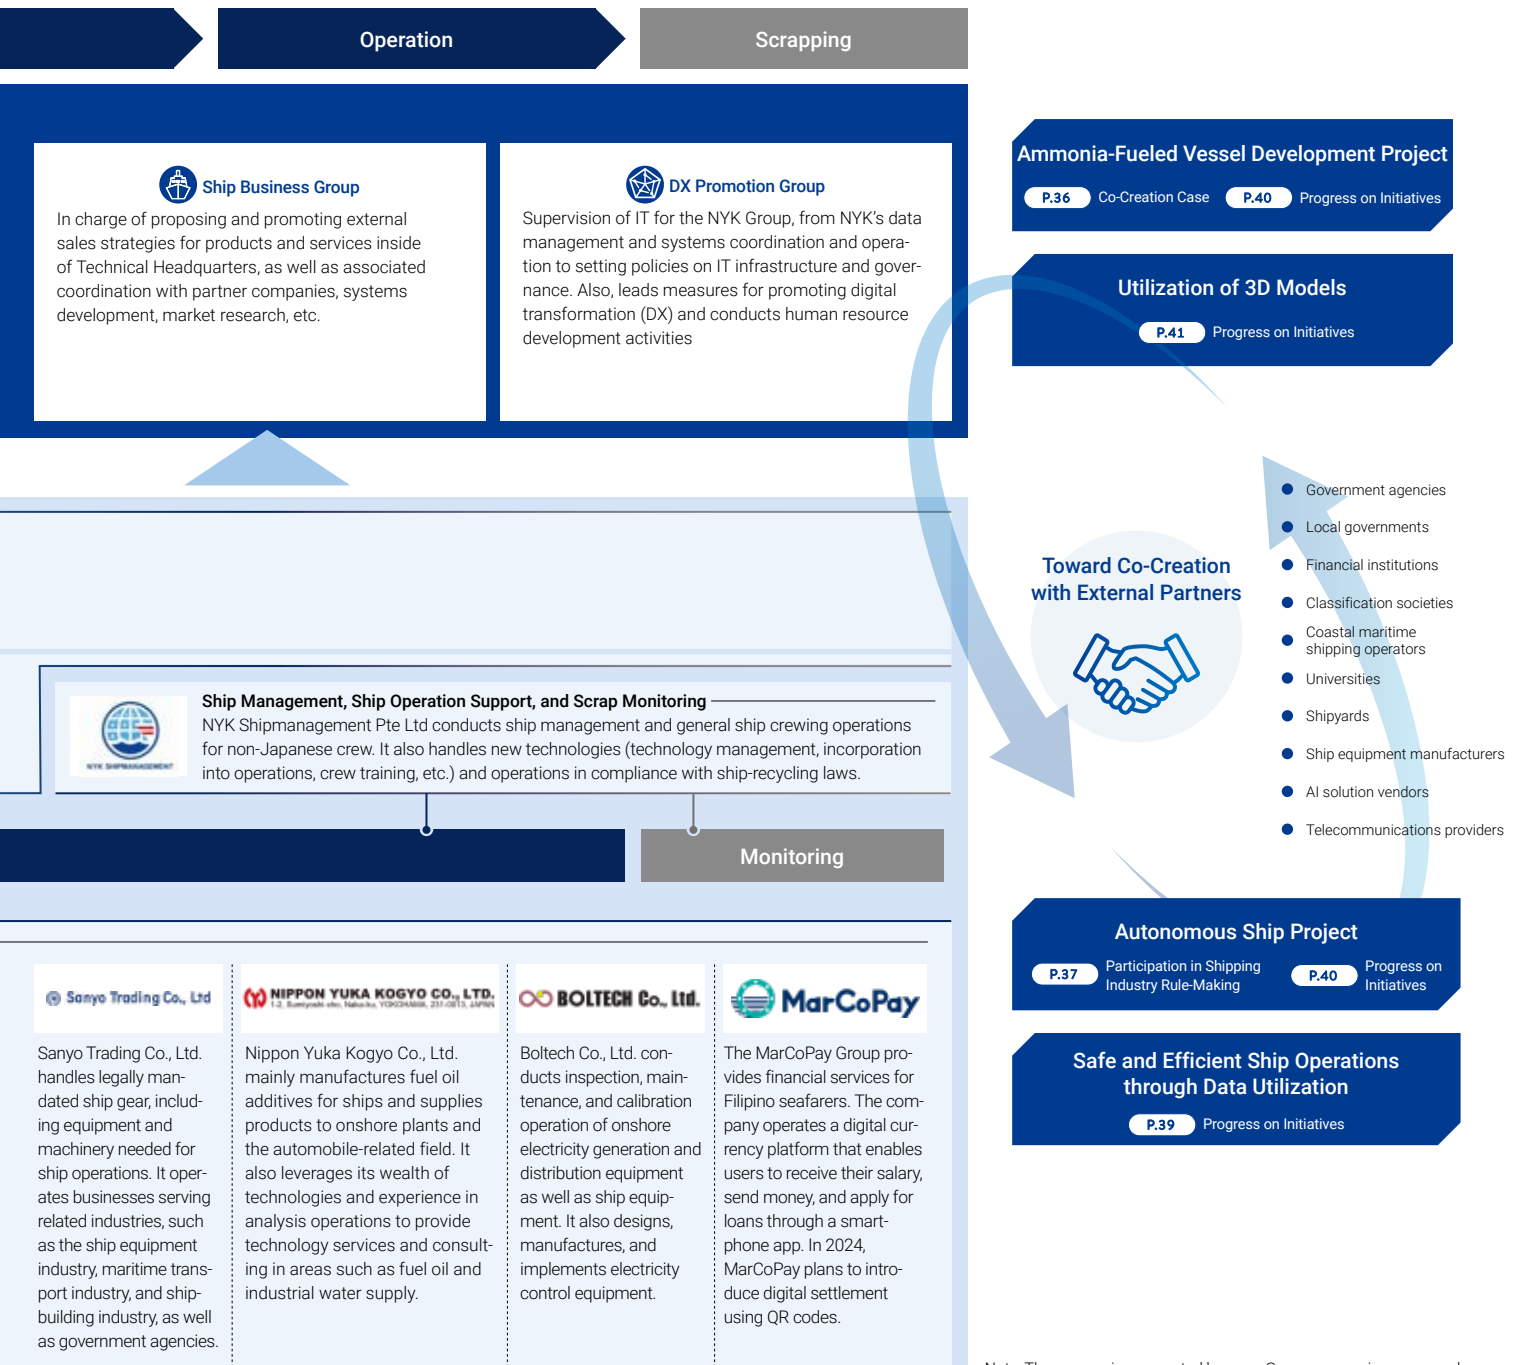 Operation
Scrapping
Ship Business Group
In charge of proposing and promoting external
sales strategies for products and services inside
of Technical Headquarters, as well as associated
coordination with partner companies, systems
development, market research, etc.
DX Promotion Group
Supervision of IT for the NYK Group, from NYK’s data
management and systems coordination and opera-
tion to setting policies on IT infrastructure and gover-
nance. Also, leads measures for promoting digital
transformation (DX) and conducts human resource
development activities
Ammonia-Fueled Vessel Development Project
P.36 Co-Creation Case P.40 Progress on Initiatives
Utilization of 3D Models
P.41 Progress on Initiatives
Toward Co-Creation
with External Partners
Government agencies
Local governments
Financial institutions
Classification societies
Coastal maritime
shipping operators
Universities
Shipyards
Ship equipment manufacturers
AI solution vendors
Telecommunications providers
NYK SHIPMANAGEMENT
Ship Management, Ship Operation Support, and Scrap Monitoring
NYK Shipmanagement Pte Ltd conducts ship management and general ship crewing operations
for non-Japanese crew. It also handles new technologies (technology management, incorporation
into operations, crew training, etc.) and operations in compliance with ship-recycling laws.
Monitoring
Sanyo Trading Co., Ltd
Sanyo Trading Co., Ltd.
handles legally man-
dated ship gear, includ-
ing equipment and
machinery needed for
ship operations. It oper-
ates businesses serving
related industries, such
as the ship equipment
industry, maritime trans-
port industry, and ship-
building industry, as well
as government agencies.
NIPPON YUKA KOGYO CO., LTD.
Nippon Yuka Kogyo Co., Ltd.
mainly manufactures fuel oil
additives for ships and supplies
products to onshore plants and
the automobile-related field. It
also leverages its wealth of
technologies and experience in
analysis operations to provide
technology services and consult-
ing in areas such as fuel oil and
industrial water supply.
BOLTECH Co., Ltd.
Boltech Co., Ltd. con-
ducts inspection, main-
tenance, and calibration
operation of onshore
electricity generation and
distribution equipment
as well as ship equip-
ment. It also designs,
manufactures, and
implements electricity
control equipment.
MarCoPay
The MarCoPay Group pro-
vides financial services for
Filipino seafarers. The com-
pany operates a digital cur-
rency platform that enables
users to receive their salary,
send money, and apply for
loans through a smart-
phone app. In 2024,
MarCoPay plans to intro-
duce digital settlement
using QR codes.
Autonomous Ship Project
P.37 Participation in Shipping
Industry Rule-Making
P.40 Progress on
Initiatives
Safe and Efficient Ship Operations
through Data Utilization
P.39 Progress on Initiatives